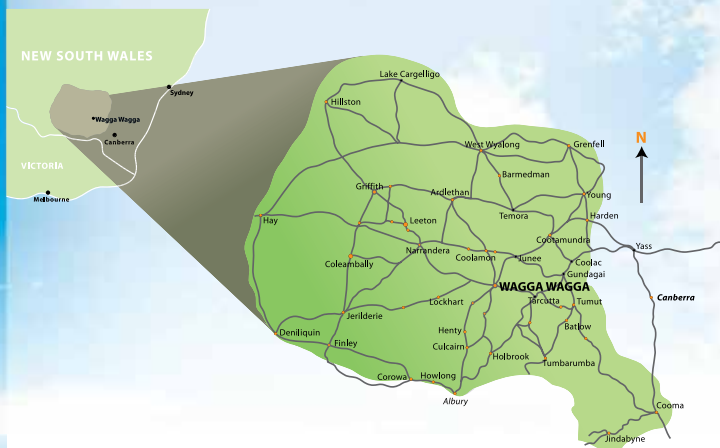 NEW SOUTH WALES
Sydney
Wagga Wagga
Canberra
VICTORIA
Melbourne
Lake Cargelligo
Hillston
N
West Wyalong
Grenfell
Barmedman
Griffith
Ardlethan
Young
Temora
Harden
Hay
Leeton
Cootamundra
Narrandera
Yass
Coolamon
Junee
Coleambally
Coolac
Gundagai
WAGGA WAGGA
Canberra
Lockhart
Tarcutta
Tumut
Jerilderie
Batlow
Henty
Deniliquin
Finley
Culcairn
Holbrook
Tumbarumba
Corowa
Howlong
Albury
Cooma
Jindabyne